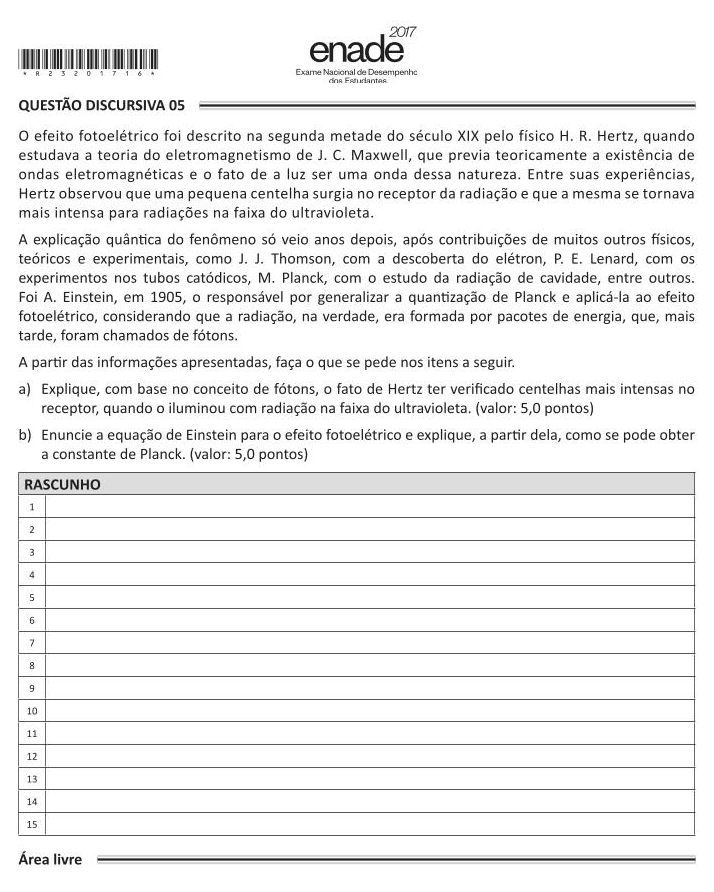 2017
enade
Exame Nacional de Desempenho
dos Estudantes
* R 2 3 2 0 1 7 1 6 *
QUESTÃO DISCURSIVA 05
O efeito fotoelétrico foi descrito na segunda metade do século XIX pelo físico H. R. Hertz, quando
estudava a teoria do eletromagnetismo de J. C. Maxwell, que previa teoricamente a existência de
ondas eletromagnéticas e o fato de a luz ser uma onda dessa natureza. Entre suas experiências,
Hertz observou que uma pequena centelha surgia no receptor da radiação e que a mesma se tornava
mais intensa para radiações na faixa do ultravioleta.
A explicação quântica do fenômeno só veio anos depois, após contribuições de muitos outros físicos,
teóricos e experimentais, como J. J. Thomson, com a descoberta do elétron, P. E. Lenard, com os
experimentos nos tubos catódicos, M. Planck, com o estudo da radiação de cavidade, entre outros.
Foi A. Einstein, em 1905, o responsável por generalizar a quantização de Planck e aplicá-la ao efeito
fotoelétrico, considerando que a radiação, na verdade, era formada por pacotes de energia, que, mais
tarde, foram chamados de fótons.
A partir das informações apresentadas, faça o que se pede nos itens a seguir.
a) Explique, com base no conceito de fótons, o fato de Hertz ter verificado centelhas mais intensas no
receptor, quando o iluminou com radiação na faixa do ultravioleta. (valor: 5,0 pontos)
b) Enuncie a equação de Einstein para o efeito fotoelétrico e explique, a partir dela, como se pode obter
a constante de Planck. (valor: 5,0 pontos)
RASCUNHO
1
2
3
4
5
6
7
8
9
10
11
12
13
14
15
Área livre